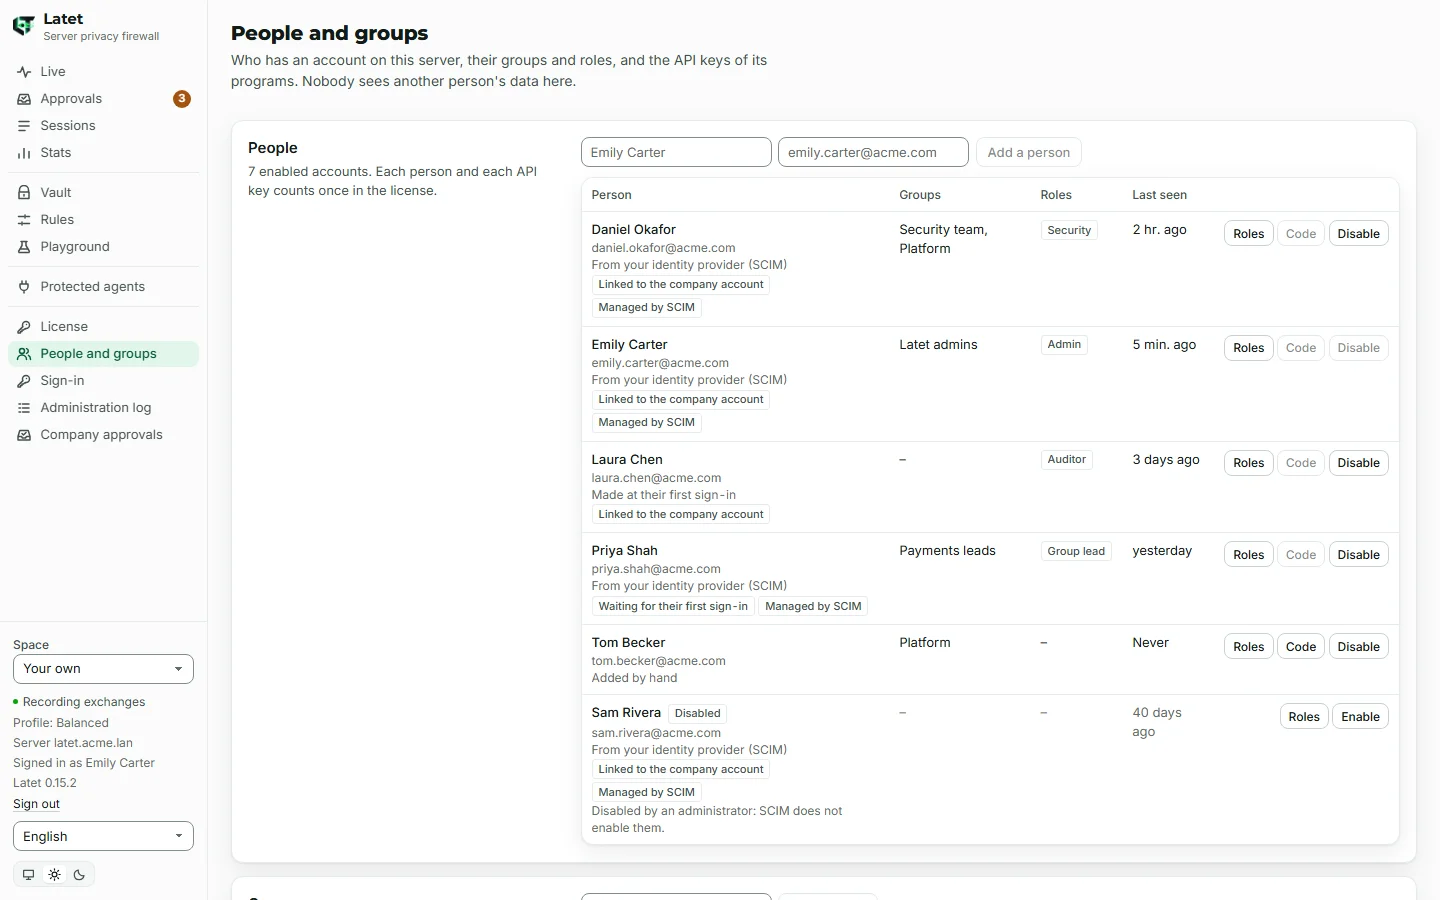 Latet
Server privacy firewall
Live
Approvals
3
Sessions
Stats
Vault
Rules
Playground
Protected agents
License
People and groups
Sign-in
Administration log
Company approvals
Space
Your own
Recording exchanges
Profile: Balanced
Server latet.acme.lan
Signed in as Emily Carter
Latet 0.15.2
Sign out
English
People and groups
Who has an account on this server, their groups and roles, and the API keys of its
programs. Nobody sees another person's data here.
People
7 enabled accounts. Each person and each API
key counts once in the license.
Emily Carter
emily.carter@acme.com
Add a person
Person Groups Roles Last seen
Daniel Okafor
daniel.okafor@acme.com
From your identity provider (SCIM)
Linked to the company account
Managed by SCIM
Security team,
Platform
Security
2 hr. ago
Roles Code Disable
Emily Carter
emily.carter@acme.com
From your identity provider (SCIM)
Linked to the company account
Managed by SCIM
Latet admins
Admin
5 min. ago
Roles Code Disable
Laura Chen
laura.chen@acme.com
Made at their first sign-in
Linked to the company account
–
Auditor
3 days ago
Roles Code Disable
Priya Shah
priya.shah@acme.com
From your identity provider (SCIM)
Waiting for their first sign-in Managed by SCIM
Payments leads
Group lead
yesterday
Roles Code Disable
Tom Becker
tom.becker@acme.com
Added by hand
Platform
–
Never
Roles Code Disable
Sam Rivera Disabled
sam.rivera@acme.com
From your identity provider (SCIM)
Linked to the company account
Managed by SCIM
Disabled by an administrator: SCIM does not
enable them.
–
–
40 days
ago
Roles Enable